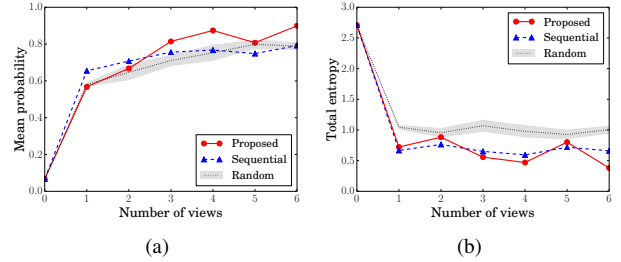 1.0
0.8
0.6
0.4
0.2
0.0
Mean probability
Proposed
Sequential
Random
0 1 2 3 4 5 6
Number of views
(a)
3.0
2.5
2.0
1.5
1.0
0.5
0.0
Total entropy
Proposed
Sequential
Random
0 1 2 3 4 5 6
Number of views
(b)